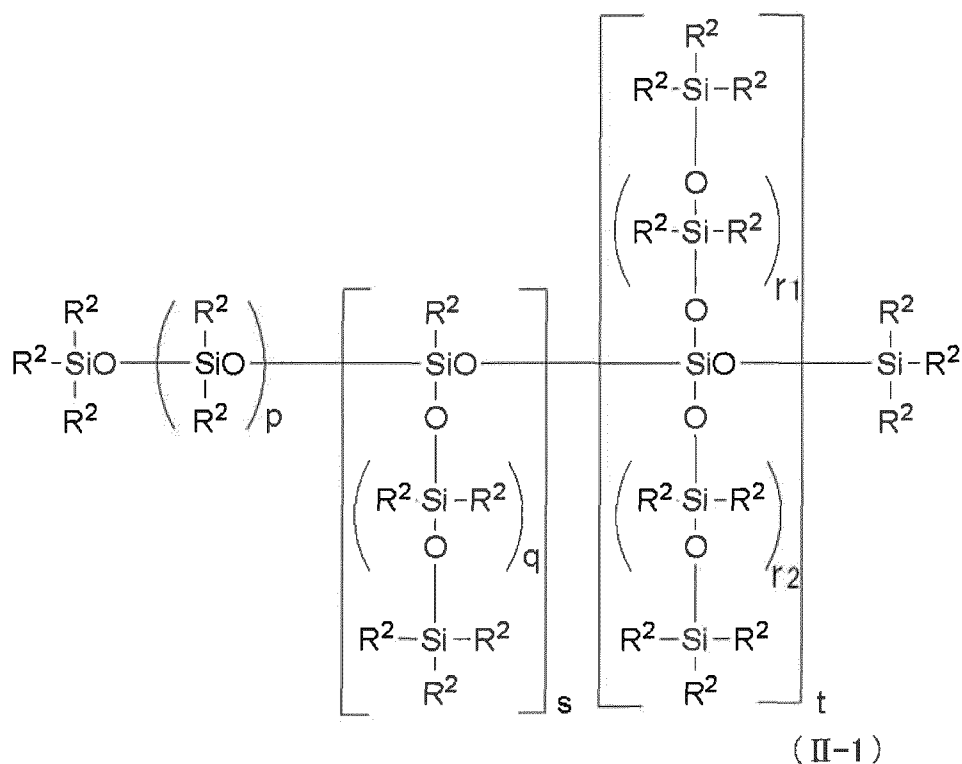 R²
R²-Si-R²
O
R²-Si-R²
r1
O
R² R² R² R²
R²-SiO SiO SiO SiO Si-R²
R² R² p O O R²
R²-Si-R² R²-Si-R²
O q O r2
R²-Si-R² R²-Si-R²
R² s R² t
(II-1)